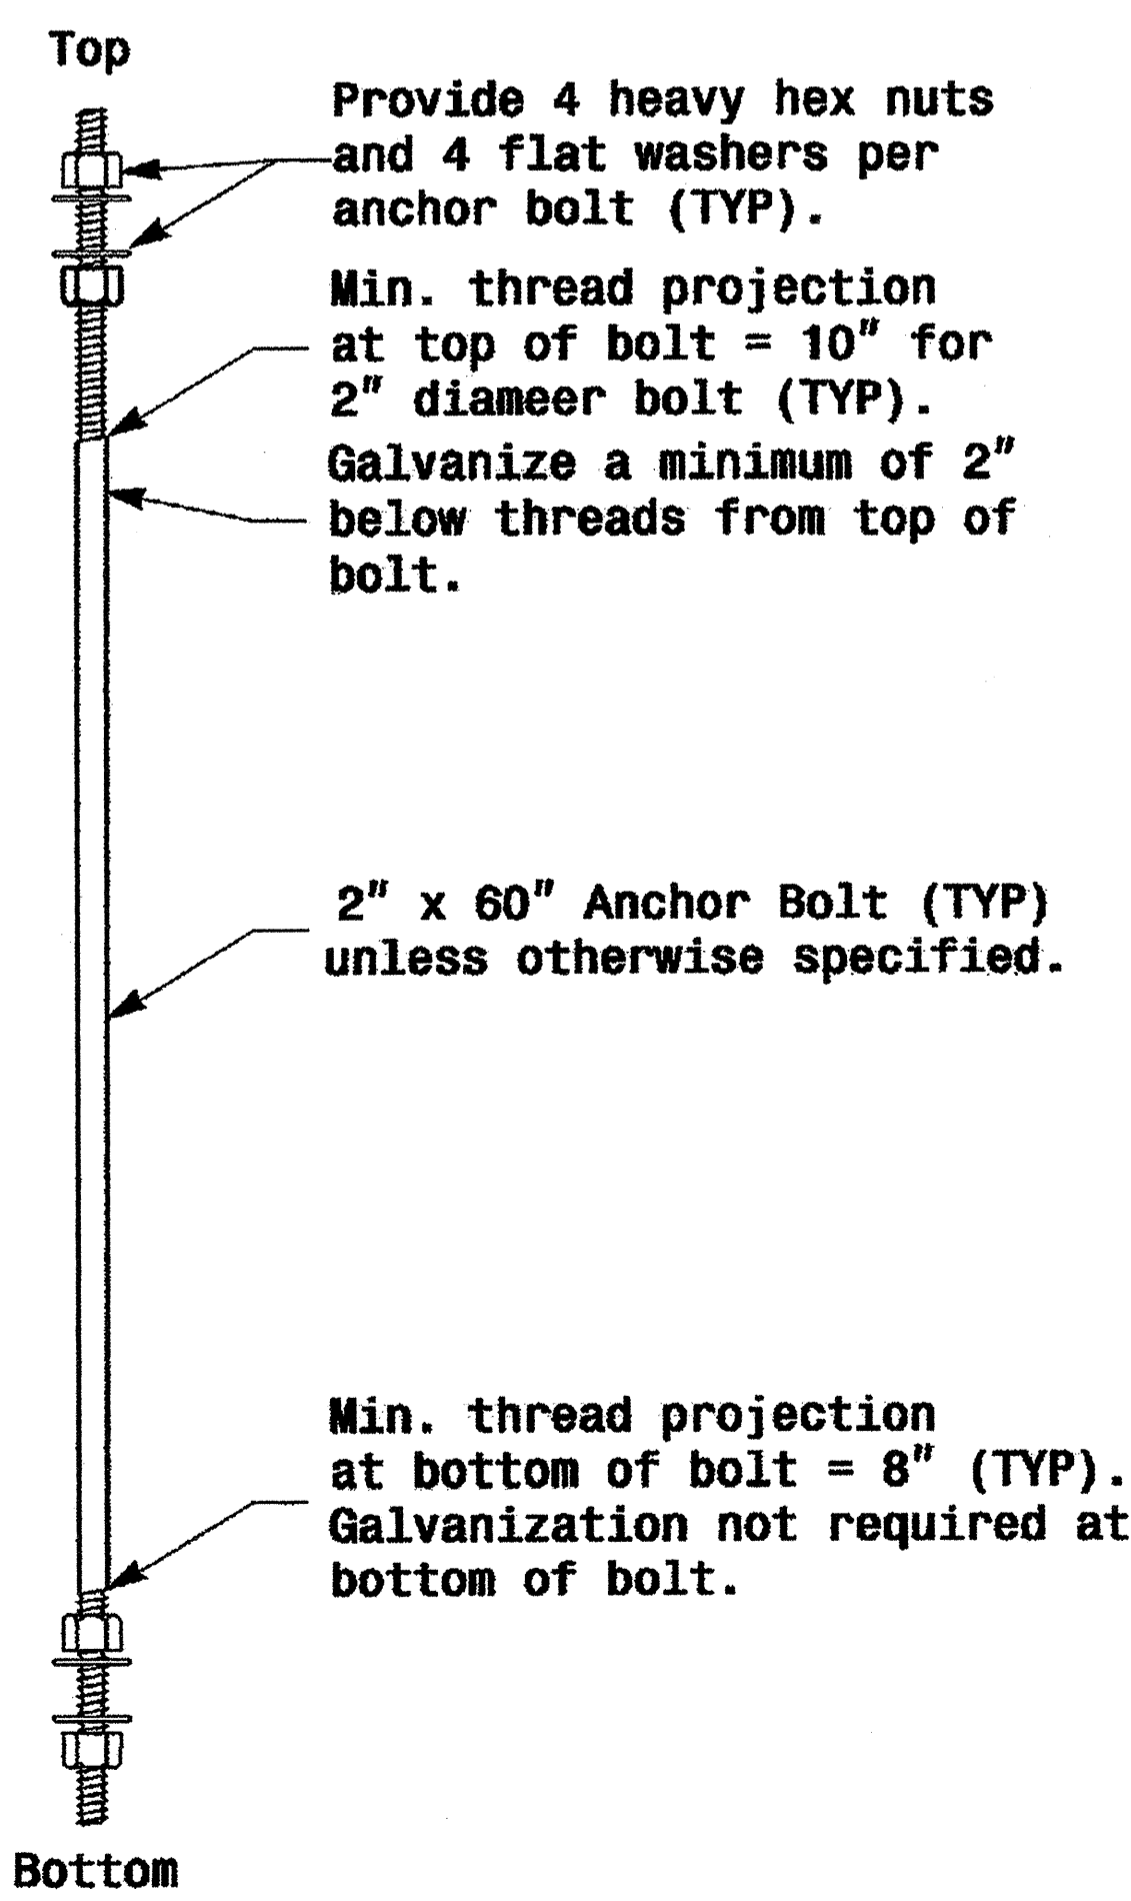 Top
Provide 4 heavy hex nuts
and 4 flat washers per
anchor bolt (TYP).
Min. thread projection
at top of bolt = 10" for
2" diameer bolt (TYP).
Galvanize a minimum of 2"
below threads from top of
bolt.
2" x 60" Anchor Bolt (TYP)
unless otherwise specified.
Min. thread projection
at bottom of bolt = 8" (TYP).
Galvanization not required at
bottom of bolt.
Bottom